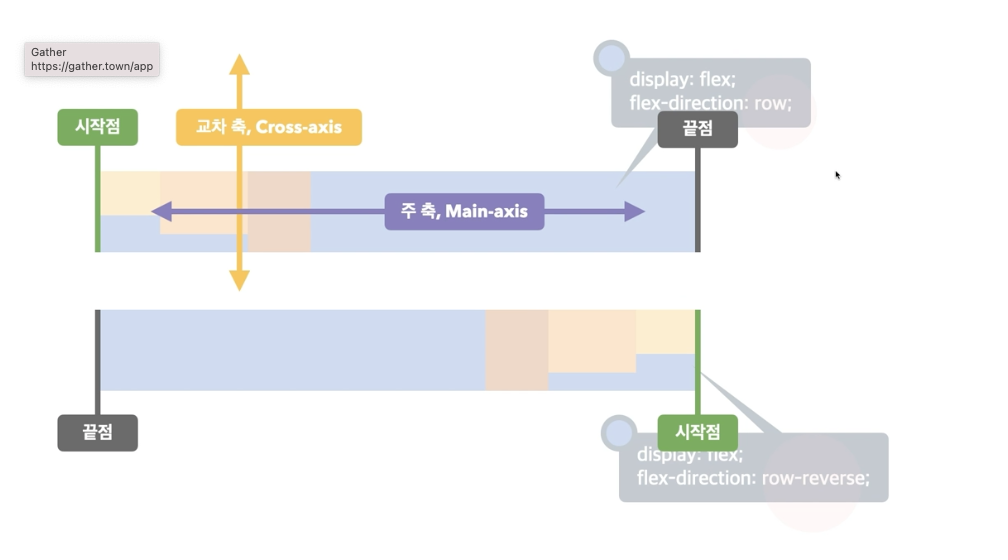 Gather
https://gather.town/app
display: flex;
flex-direction: row;
시작점
교차 축, Cross-axis
끝점
주 축, Main-axis
끝점
시작점
display: flex;
flex-direction: row-reverse;